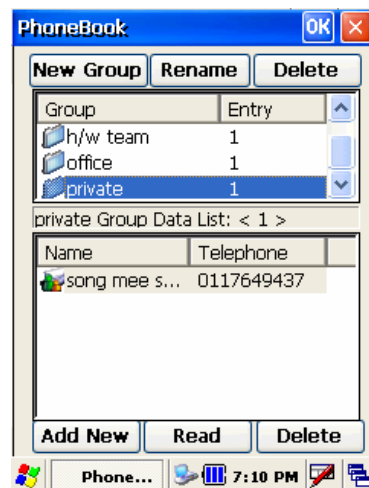 PhoneBook OK
New Group Rename Delete
Group Entry
h/w team 1
office 1
private 1
private Group Data List: < 1 >
Name Telephone
song mee s... 0117649437
Add New Read Delete
Phone... 7:10 PM